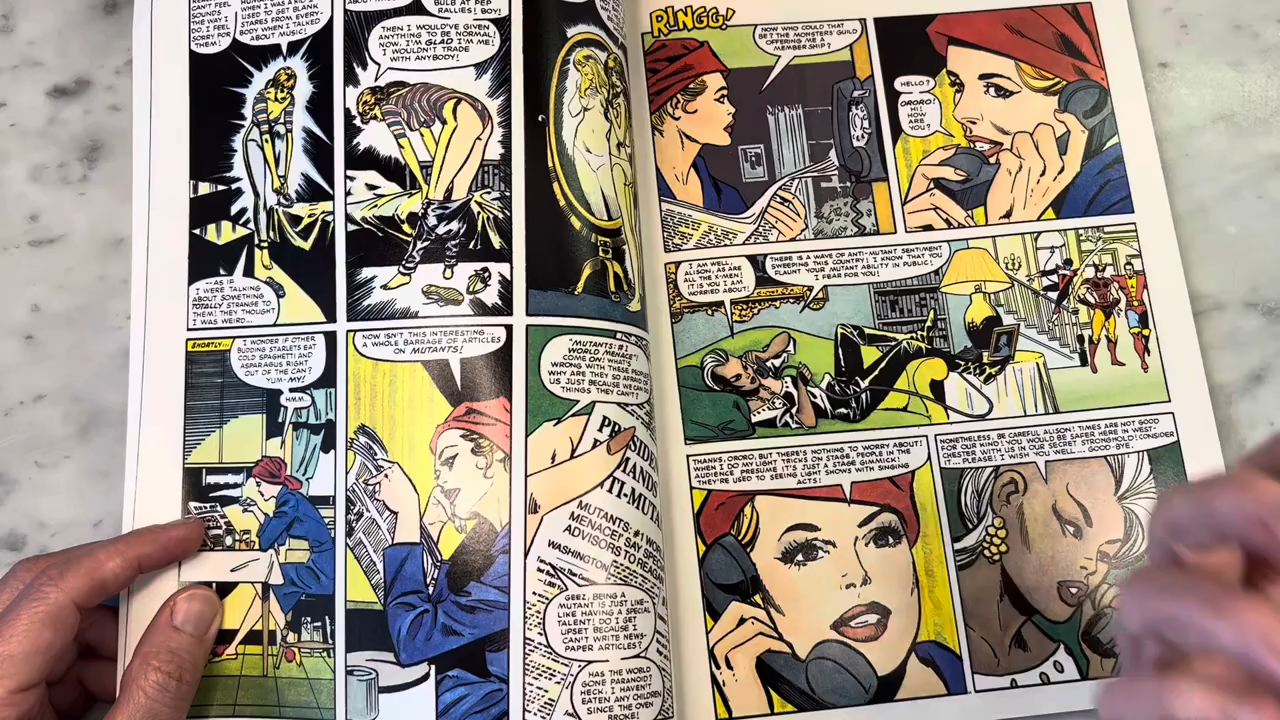 DON'T FEEL
SOUNDS
THE WAY I
DO, I FEEL
SORRY FOR
THEM!
WHEN I WAS A KID I
USED TO GET BLANK
STARES FROM EVERY-
BODY WHEN I TALKED
ABOUT MUSIC!
--AS IF
I WERE TALKING
ABOUT SOMETHING
TOTALLY STRANGE TO
THEM! THEY THOUGHT
I WAS WEIRD...
BULB AT PEP
RALLIES! BOY!
THEN I WOULD'VE GIVEN
ANYTHING TO BE NORMAL!
NOW, I'M GLAD I'M ME!
I WOULDN'T TRADE
WITH ANYBODY!
SHORTLY...
I WONDER IF OTHER
BUDDING STARLETS EAT
COLD SPAGHETTI AND
ASPARAGUS RIGHT
OUT OF THE CAN?
YUM-MY!
HMM...
NOW ISN'T THIS INTERESTING...
A WHOLE BARRAGE OF ARTICLES
ON MUTANTS!
"MUTANTS: #1
WORLD MENACE"!
COME ON! WHAT'S
WRONG WITH THESE PEOPLE?
WHY ARE THEY SO AFRAID OF
US JUST BECAUSE WE CAN DO
THINGS THEY CAN'T?
MUTANTS: #1 WORLD
MENACE! SAY SPECIAL
ADVISORS TO REAGAN
WASHINGTON
GEEZ, BEING A
MUTANT IS JUST LIKE--
LIKE HAVING A SPECIAL
TALENT! DO I GET
UPSET BECAUSE I
CAN'T WRITE NEWS-
PAPER ARTICLES?
HAS THE WORLD
GONE PARANOID?
HECK, I HAVEN'T
EATEN ANY CHILDREN
SINCE THE OVEN
BROKE!
RINGG!
NOW WHO COULD THAT
BE? THE MONSTERS' GUILD
OFFERING ME A
MEMBERSHIP?
HELLO?
ORORO!
HI!
HOW
ARE
YOU?
I AM WELL,
ALISON, AS ARE
ALL THE X-MEN!
IT IS YOU I AM
WORRIED ABOUT!
THERE IS A WAVE OF ANTI-MUTANT SENTIMENT
SWEEPING THIS COUNTRY! I KNOW THAT YOU
FLAUNT YOUR MUTANT ABILITY IN PUBLIC!
I FEAR FOR YOU!
THANKS, ORORO, BUT THERE'S NOTHING TO WORRY ABOUT!
WHEN I DO MY LIGHT TRICKS ON STAGE, PEOPLE IN THE
AUDIENCE PRESUME IT'S JUST A STAGE GIMMICK!
THEY'RE USED TO SEEING LIGHT SHOWS WITH SINGING
ACTS!
NONETHELESS, BE CAREFUL ALISON! TIMES ARE NOT GOOD
FOR OUR KIND! YOU WOULD BE SAFER HERE IN WEST-
CHESTER WITH US IN OUR SECRET STRONGHOLD! CONSIDER
IT... PLEASE! I WISH YOU WELL... GOOD-BYE.